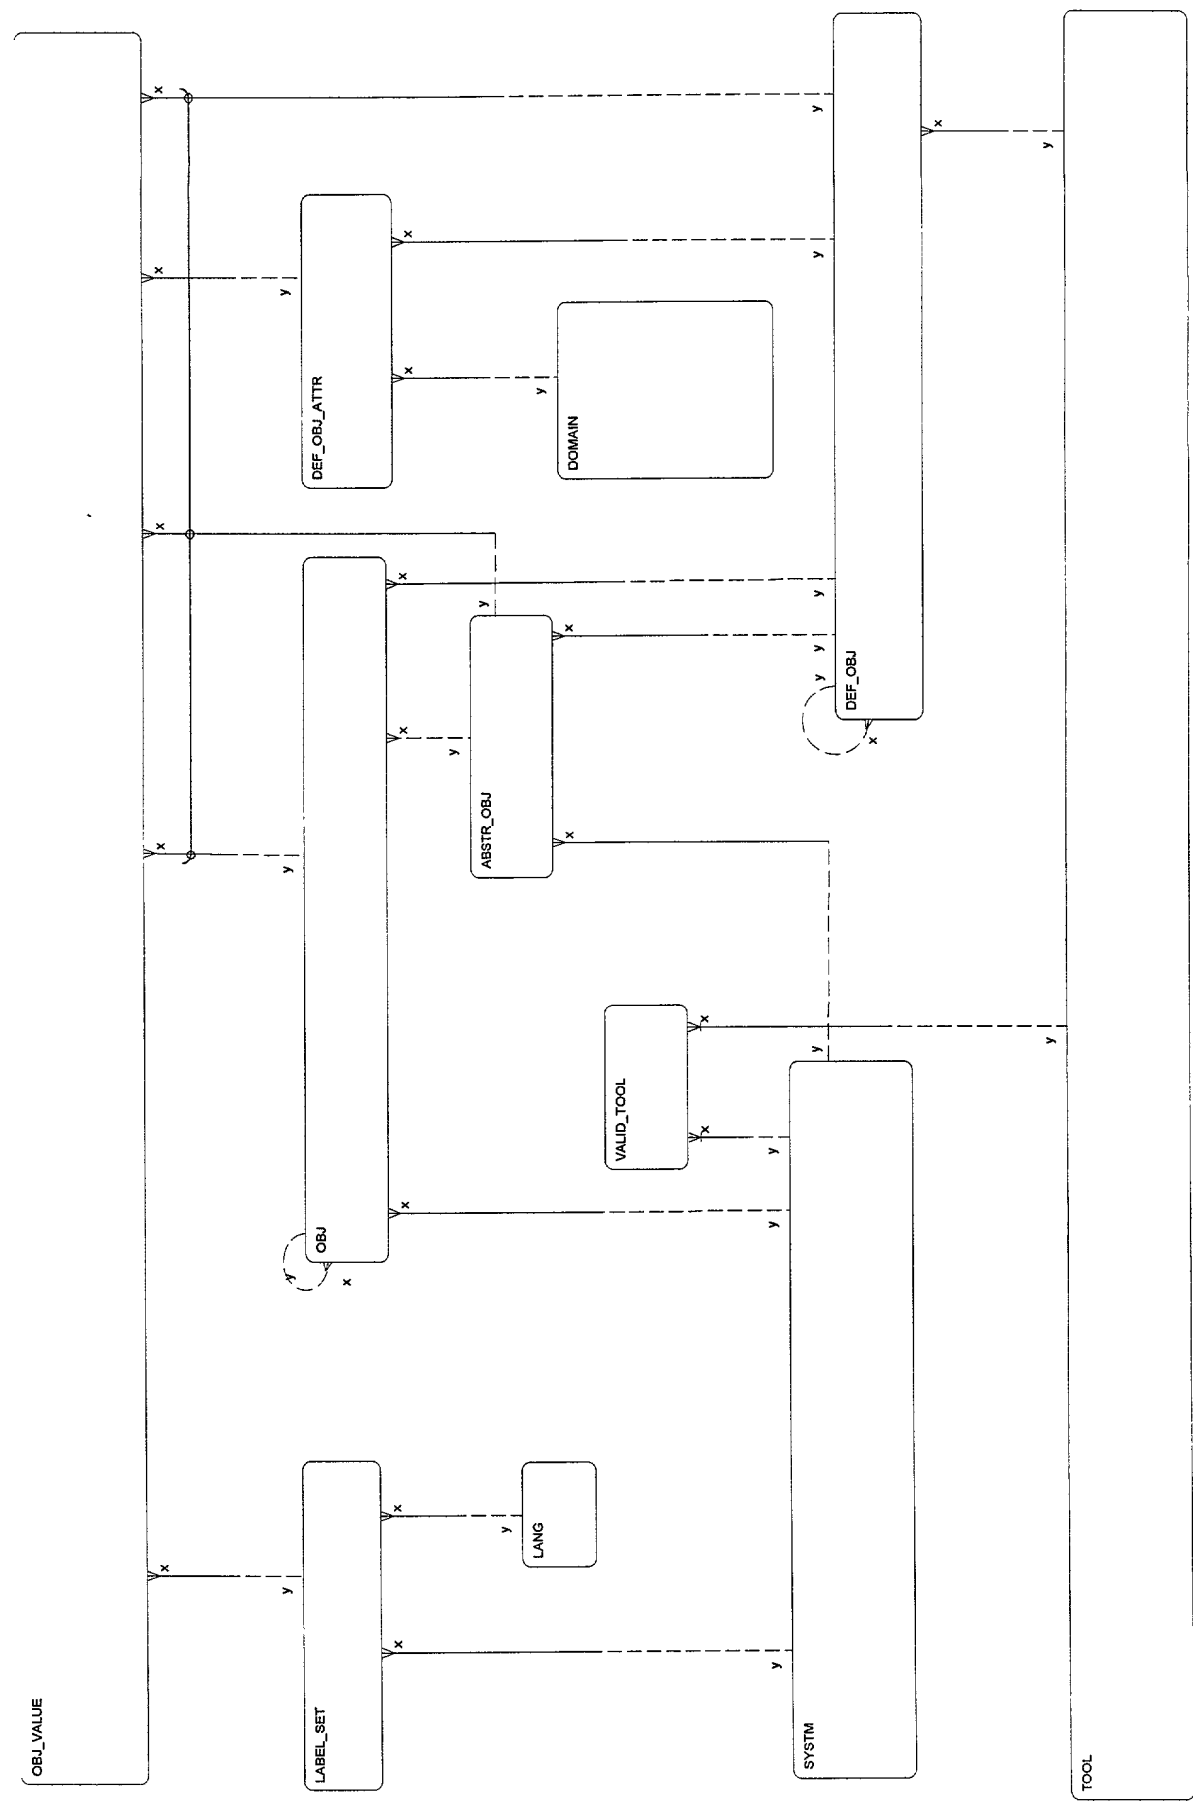 OBJ_VALUE
x
x
x
x
x
y
y
y
y
LABEL_SET
OBJ
DEF_OBJ_ATTR
y
x
x
x
x
x
x
x
x
y
y
y
y
LANG
ABSTR_OBJ
DOMAIN
x
x
VALID_TOOL
x
x
y
y
y
y
y
y
y
y
y
SYSTM
DEF_OBJ
x
x
y
y
TOOL